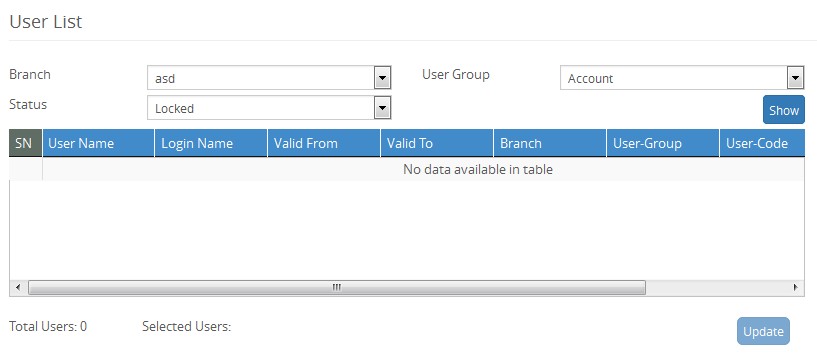 User List
Branch asd User Group Account
Status Locked Show
SN User Name Login Name Valid From Valid To Branch User-Group User-Code
No data available in table
Total Users: 0 Selected Users: Update